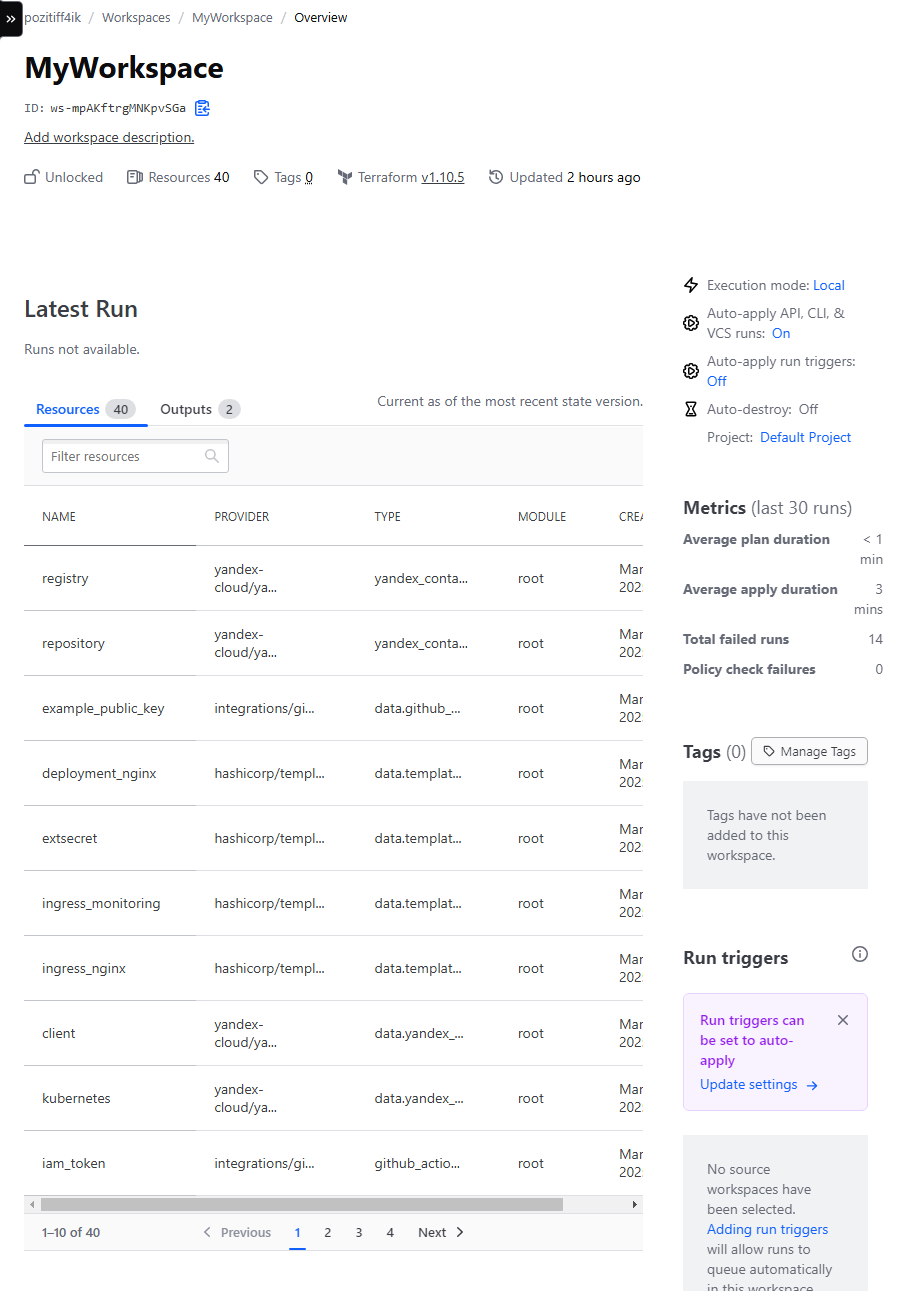 pozitiff4ik / Workspaces / MyWorkspace / Overview
MyWorkspace
ID: ws-mpAKftrgMNKpvSGa
Add workspace description.
Unlocked Resources 40 Tags 0 Terraform v1.10.5 Updated 2 hours ago
Latest Run
Runs not available.
Resources 40 Outputs 2 Current as of the most recent state version.
Filter resources
NAME PROVIDER TYPE MODULE CREA
registry yandex-cloud/ya... yandex_conta... root Mar 202
repository yandex-cloud/ya... yandex_conta... root Mar 202
example_public_key integrations/gi... data.github_... root Mar 202
deployment_nginx hashicorp/templ... data.templat... root Mar 202
extsecret hashicorp/templ... data.templat... root Mar 202
ingress_monitoring hashicorp/templ... data.templat... root Mar 202
ingress_nginx hashicorp/templ... data.templat... root Mar 202
client yandex-cloud/ya... data.yandex_... root Mar 202
kubernetes yandex-cloud/ya... data.yandex_... root Mar 202
iam_token integrations/gi... github_actio... root Mar 202
1–10 of 40 Previous 1 2 3 4 Next
Execution mode: Local
Auto-apply API, CLI, &
VCS runs: On
Auto-apply run triggers:
Off
Auto-destroy: Off
Project: Default Project
Metrics (last 30 runs)
Average plan duration < 1
min
Average apply duration 3
mins
Total failed runs 14
Policy check failures 0
Tags (0) Manage Tags
Tags have not been
added to this
workspace.
Run triggers
Run triggers can
be set to auto-
apply
Update settings
No source
workspaces have
been selected.
Adding run triggers
will allow runs to
queue automatically
in this workspace